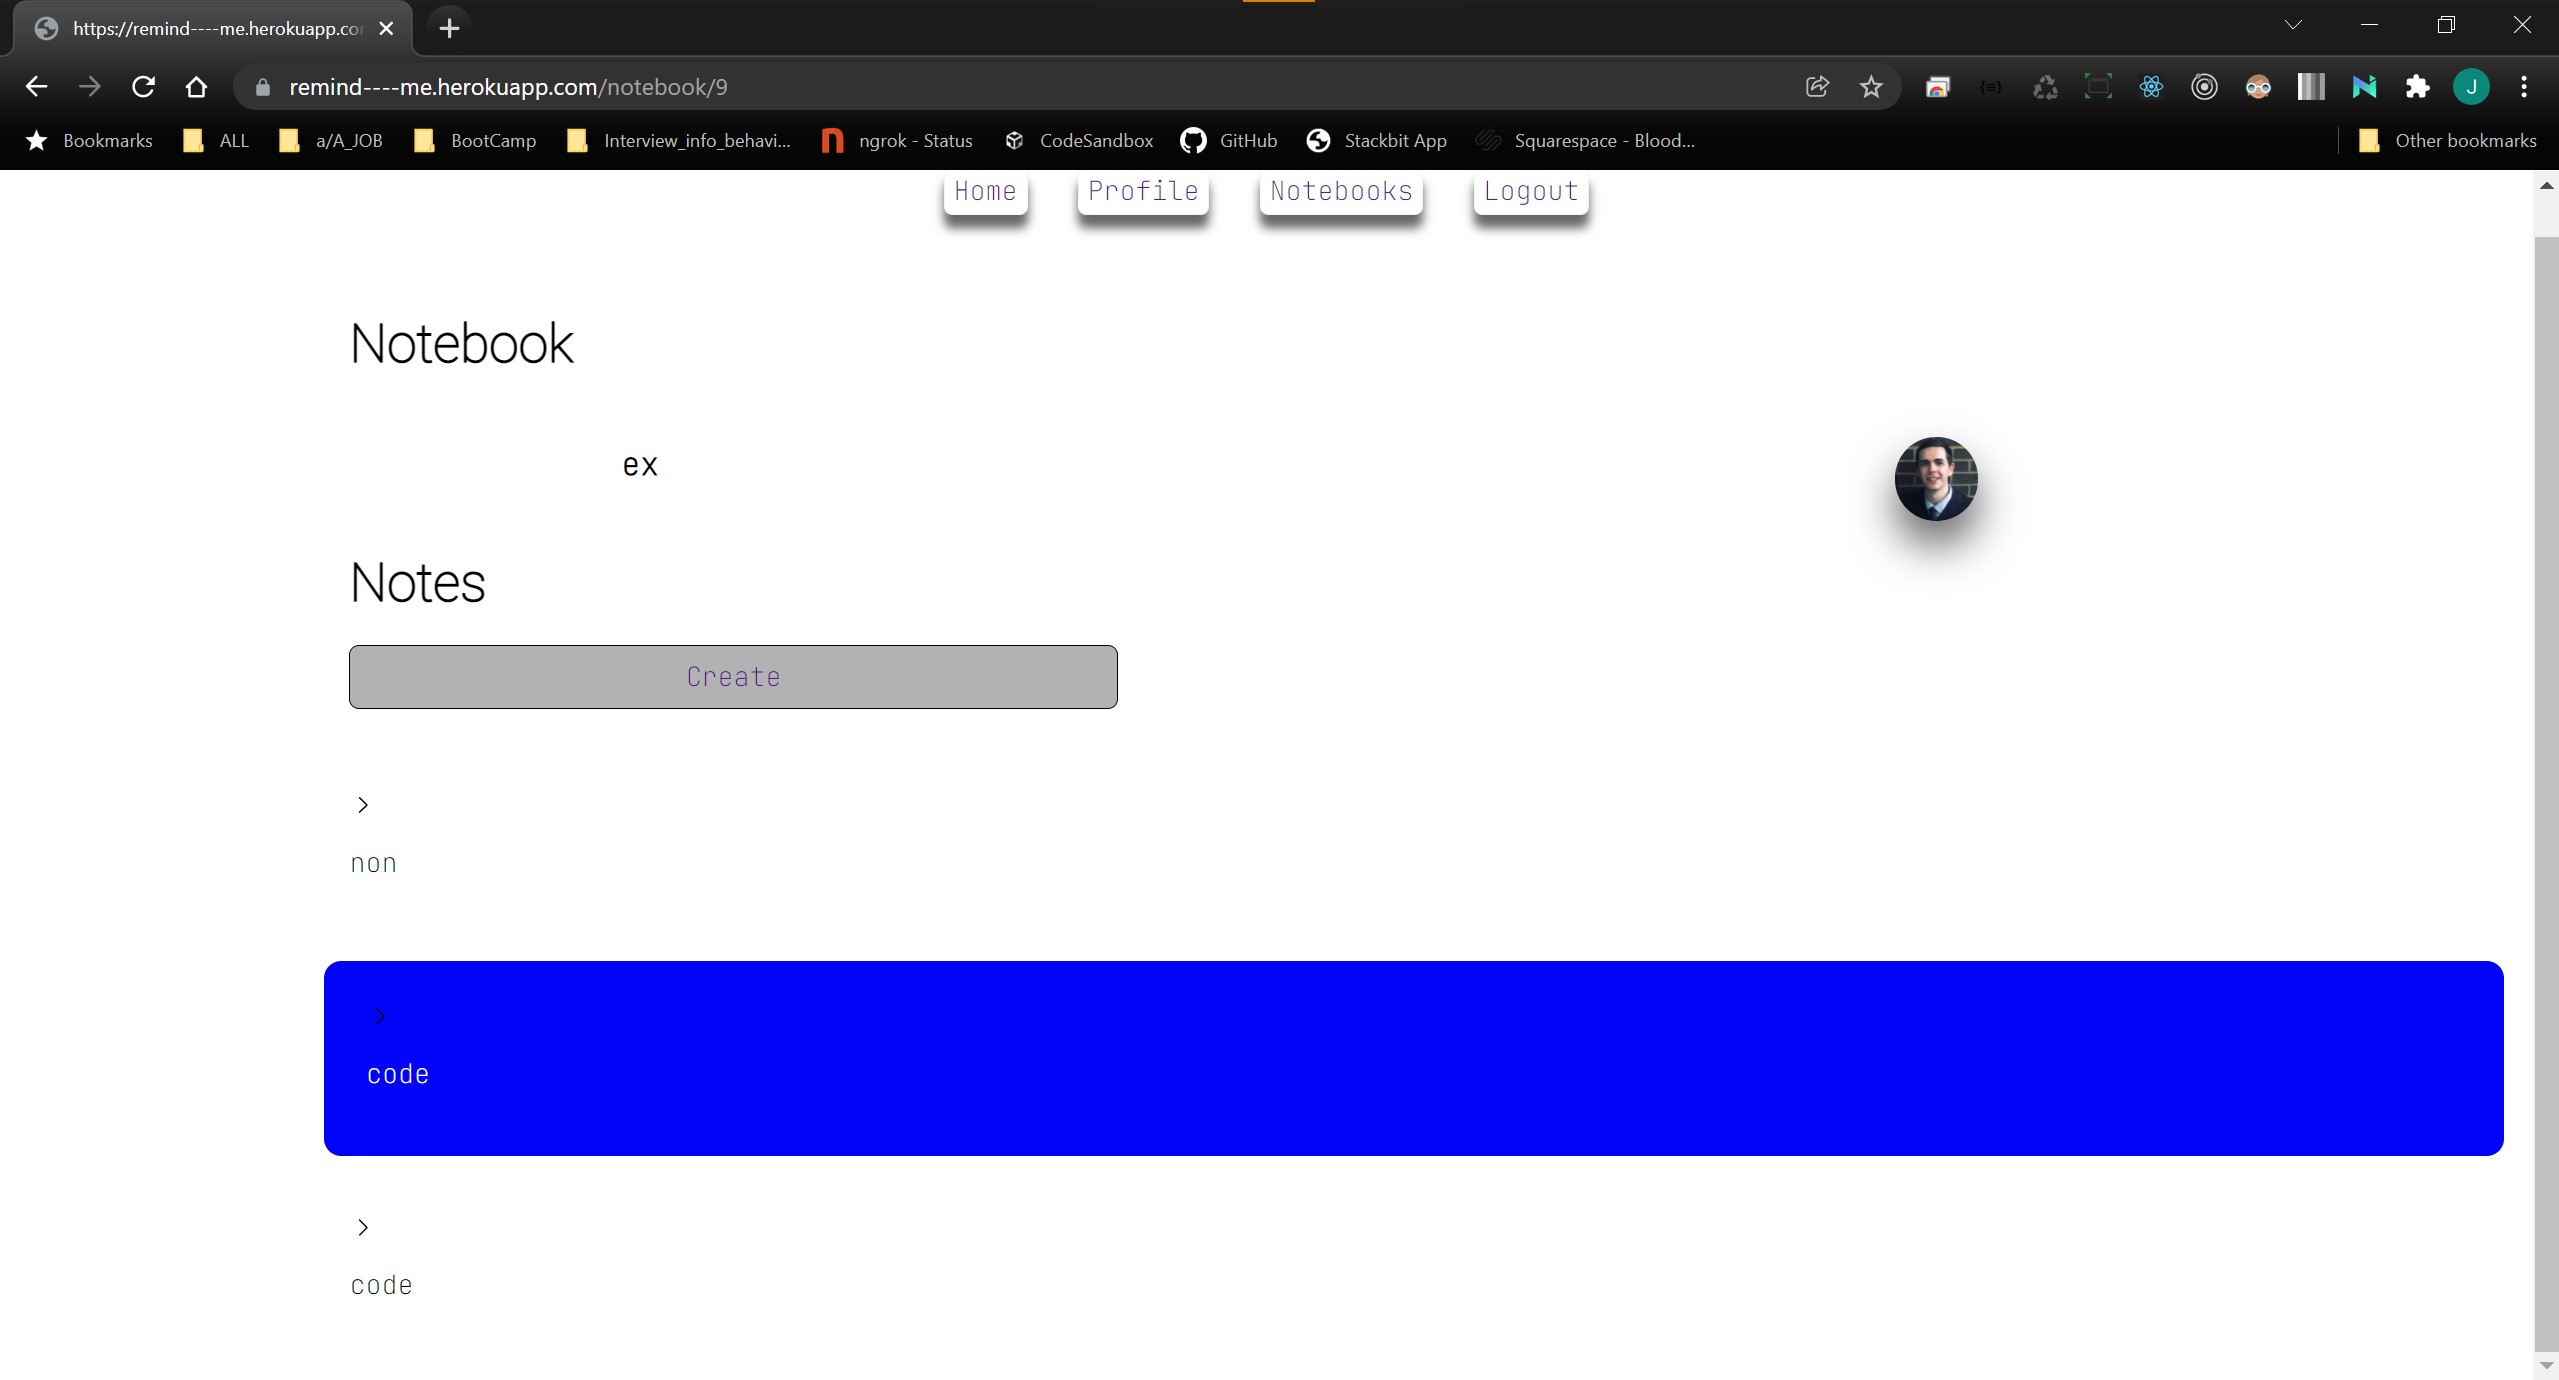 https://remind----me.herokuapp.co
remind----me.herokuapp.com/notebook/9
J
Bookmarks ALL a/A_JOB BootCamp Interview_info_behavi... ngrok - Status CodeSandbox GitHub Stackbit App Squarespace - Blood... Other bookmarks
Home Profile Notebooks Logout
Notebook
ex
Notes
Create
>
non
>
code
>
code